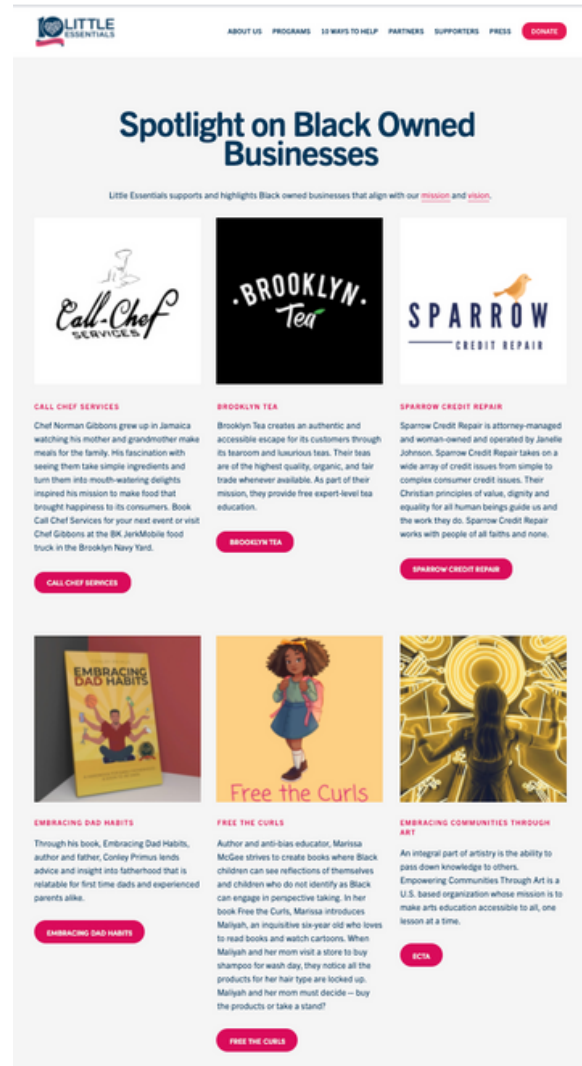 LITTLE
ESSENTIALS
ABOUT US PROGRAMS 10 WAYS TO HELP PARTNERS SUPPORTERS PRESS DONATE
Spotlight on Black Owned
Businesses
Little Essentials supports and highlights Black owned businesses that align with our mission and vision.
Call-Chef
SERVICES
·BROOKLYN·
Tea
SPARROW
CREDIT REPAIR
CALL CHEF SERVICES
Chef Norman Gibbons grew up in Jamaica
watching his mother and grandmother make
meals for the family. His fascination with
seeing them take simple ingredients and
turn them into mouth-watering delights
inspired his mission to make food that
brought happiness to its consumers. Book
Call Chef Services for your next event or visit
Chef Gibbons at the BK JerkMobile food
truck in the Brooklyn Navy Yard.
CALL CHEF SERVICES
BROOKLYN TEA
Brooklyn Tea creates an authentic and
accessible escape for its customers through
its tearoom and luxurious teas. Their teas
are of the highest quality, organic, and fair
trade whenever available. As part of their
mission, they provide free expert-level tea
education.
BROOKLYN TEA
SPARROW CREDIT REPAIR
Sparrow Credit Repair is attorney-managed
and woman-owned and operated by Janelle
Johnson. Sparrow Credit Repair takes on a
wide array of credit issues from simple to
complex consumer credit issues. Their
Christian principles of value, dignity and
equality for all human beings guide us and
the work they do. Sparrow Credit Repair
works with people of all faiths and none.
SPARROW CREDIT REPAIR
EMBRACING
DAD HABITS
Free the Curls
EMBRACING DAD HABITS
Through his book, Embracing Dad Habits,
author and father, Conley Primus lends
advice and insight into fatherhood that is
relatable for first time dads and experienced
parents alike.
EMBRACING DAD HABITS
FREE THE CURLS
Author and anti-bias educator, Marissa
McGee strives to create books where Black
children can see reflections of themselves
and children who do not identify as Black
can engage in perspective taking. In her
book Free the Curls, Marissa introduces
Maliyah, an inquisitive six-year old who loves
to read books and watch cartoons. When
Maliyah and her mom visit a store to buy
shampoo for wash day, they notice all the
products for her hair type are locked up.
Maliyah and her mom must decide -- buy
the products or take a stand?
FREE THE CURLS
EMBRACING COMMUNITIES THROUGH
ART
An integral part of artistry is the ability to
pass down knowledge to others.
Empowering Communities Through Art is a
U.S. based organization whose mission is to
make arts education accessible to all, one
lesson at a time.
ECTA